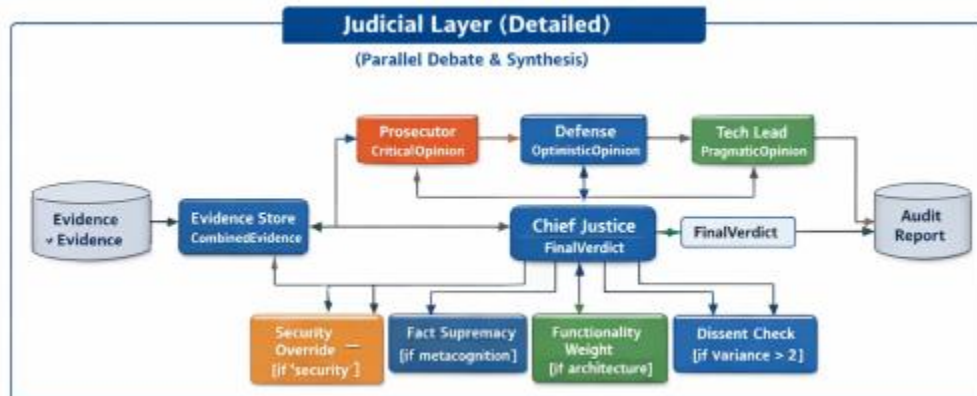 Judicial Layer (Detailed)
(Parallel Debate & Synthesis)
Prosecutor
CriticalOpinion
Defense
OptimisticOpinion
Tech Lead
PragmaticOpinion
Evidence
✓ Evidence
Evidence Store
CombinedEvidence
Chief Justice
FinalVerdict
FinalVerdict
Audit
Report
Security
Override —
[if 'security']
Fact Supremacy
[if metacognition]
Functionality
Weight
[if architecture]
Dissent Check
[if Variance > 2]